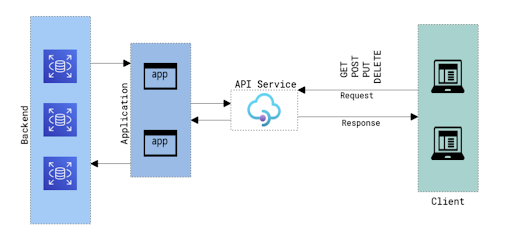 Backend
Application
app
app
API Service
GET
POST
PUT
DELETE
Request
Response
Client